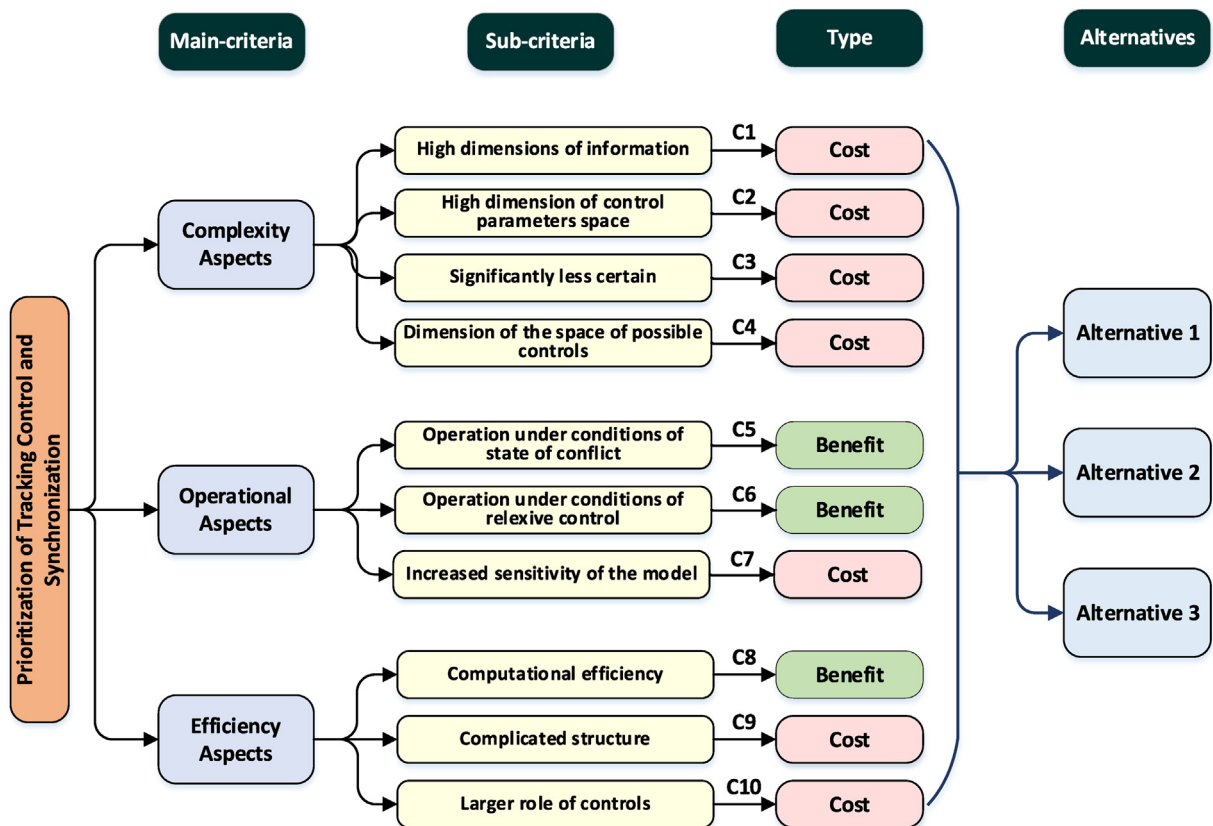 Main-criteria
Sub-criteria
Type
Alternatives
Prioritization of Tracking Control and
Synchronization
Complexity
Aspects
High dimensions of information
C1
Cost
High dimension of control
parameters space
C2
Cost
Significantly less certain
C3
Cost
Dimension of the space of possible
controls
C4
Cost
Operational
Aspects
Operation under conditions of
state of conflict
C5
Benefit
Operation under conditions of
relexive control
C6
Benefit
Increased sensitivity of the model
C7
Cost
Efficiency
Aspects
Computational efficiency
C8
Benefit
Complicated structure
C9
Cost
Larger role of controls
C10
Cost
Alternative 1
Alternative 2
Alternative 3